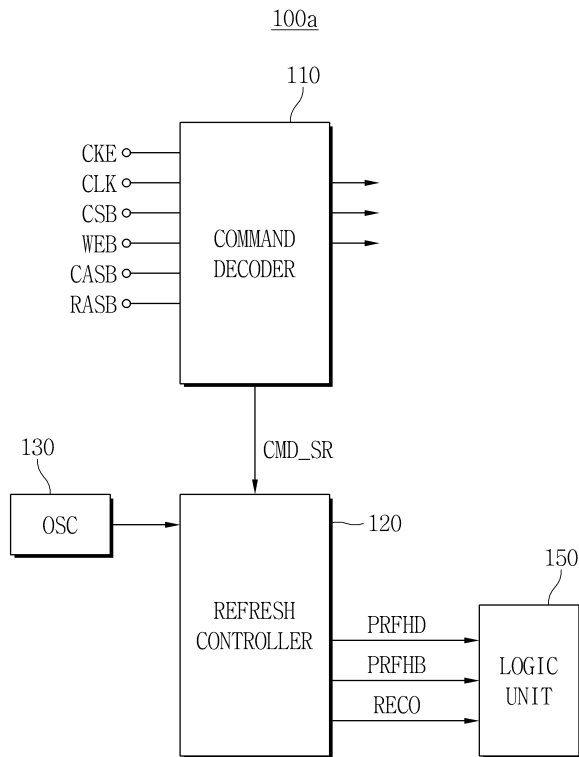 100a
110
CKE
CLK
CSB
WEB
CASB
RASB
COMMAND
DECODER
CMD_SR
130
OSC
120
REFRESH
CONTROLLER
PRFHD
PRFHB
RECO
150
LOGIC
UNIT